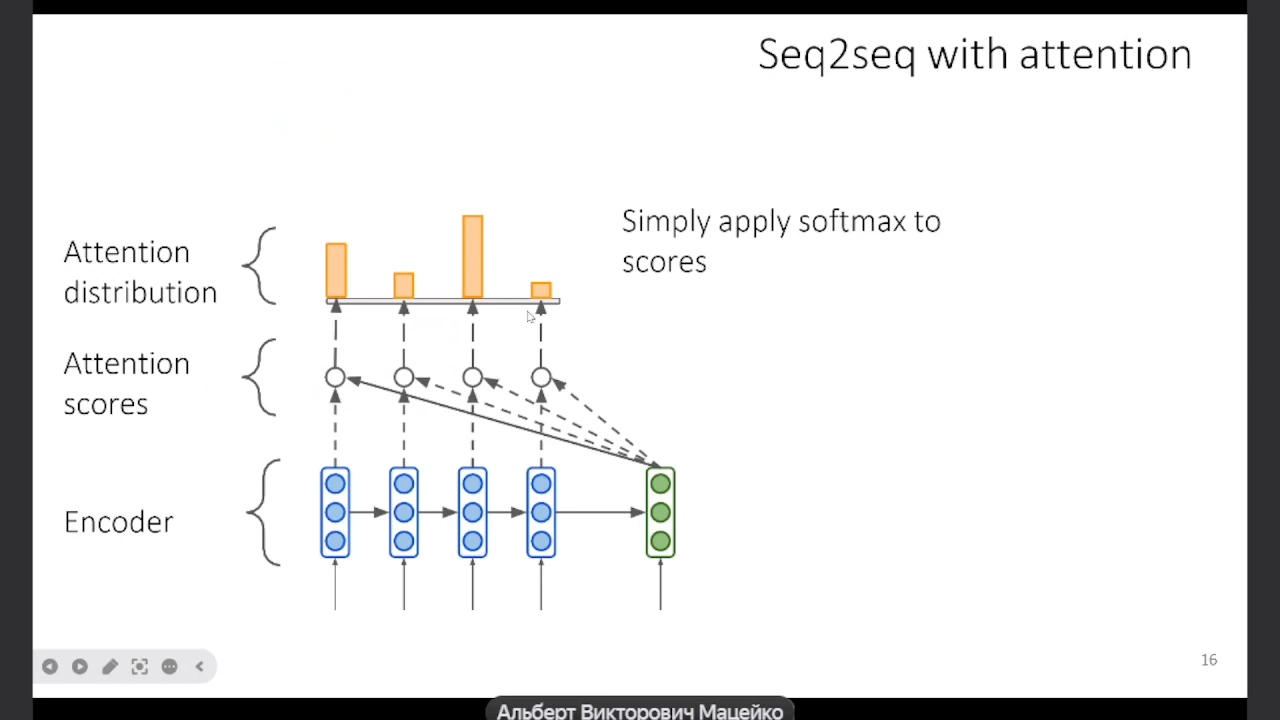 Seq2seq with attention
Simply apply softmax to
scores
Attention
distribution
Attention
scores
Encoder
16
Альберт Викторович Мацейко